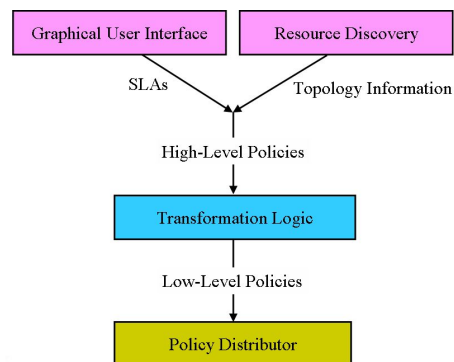 Graphical User Interface
Resource Discovery
SLAs
Topology Information
High-Level Policies
Transformation Logic
Low-Level Policies
Policy Distributor